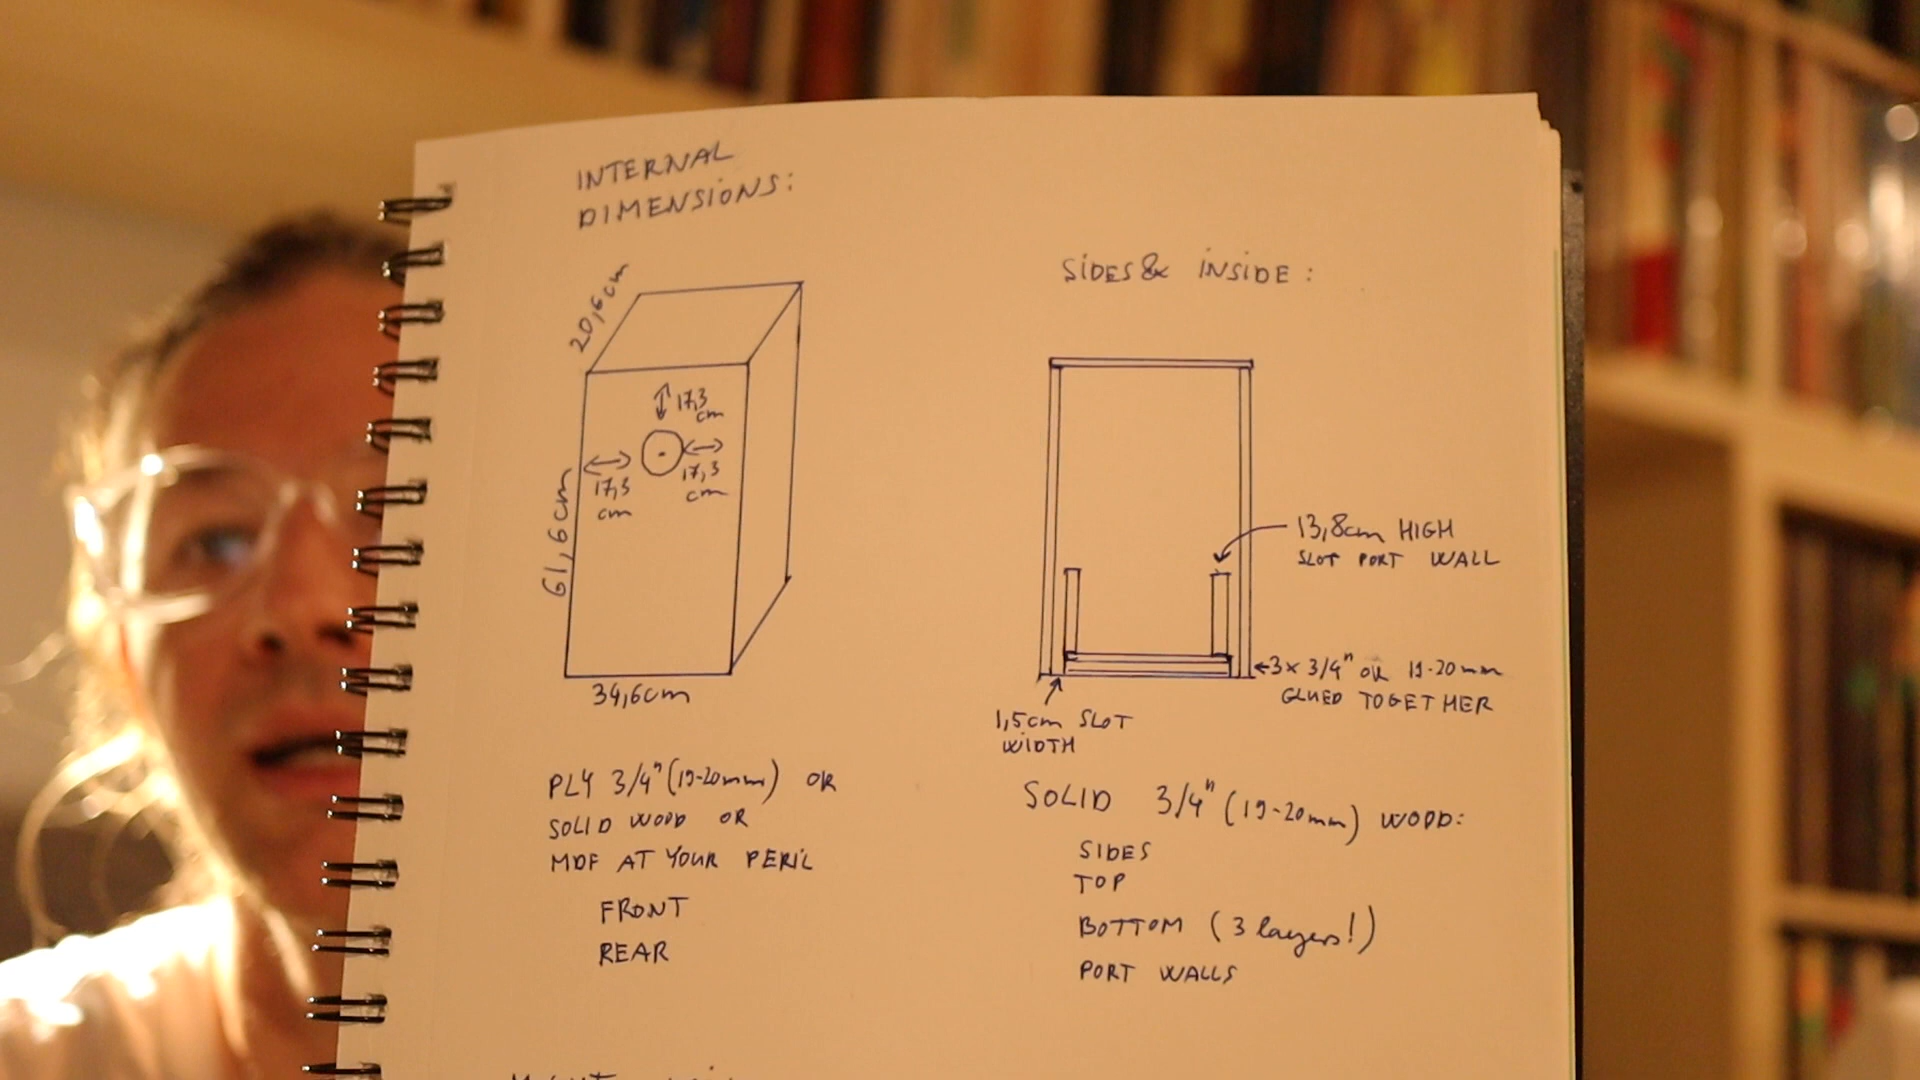 INTERNAL
DIMENSIONS:
20,6cm
17,3
cm
17,3
cm
17,3
cm
61,6cm
34,6cm
PLY 3/4" (19-20mm) OR
SOLID WOOD OR
MDF AT YOUR PERIL
FRONT
REAR
SIDES & INSIDE:
13,8cm HIGH
SLOT PORT WALL
←3x 3/4" OR 19-20mm
GLUED TOGETHER
1,5cm SLOT
WIDTH
SOLID 3/4" (19-20mm) WOOD:
SIDES
TOP
BOTTOM (3 layers!)
PORT WALLS